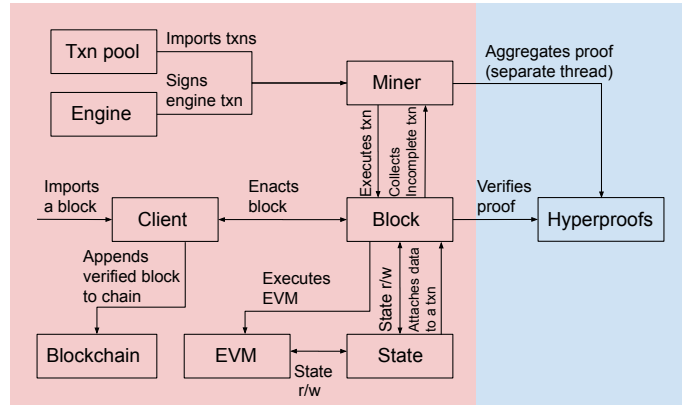 Txn pool
Imports txns
Signs
engine txn
Engine
Miner
Aggregates proof
(separate thread)
Executes txn
Collects
Incomplete txn
Imports
a block
Client
Enacts
block
Block
Verifies
proof
Hyperproofs
Appends
verified block
to chain
Executes
EVM
State r/w
Attaches data
to a txn
Blockchain
EVM
State
r/w
State